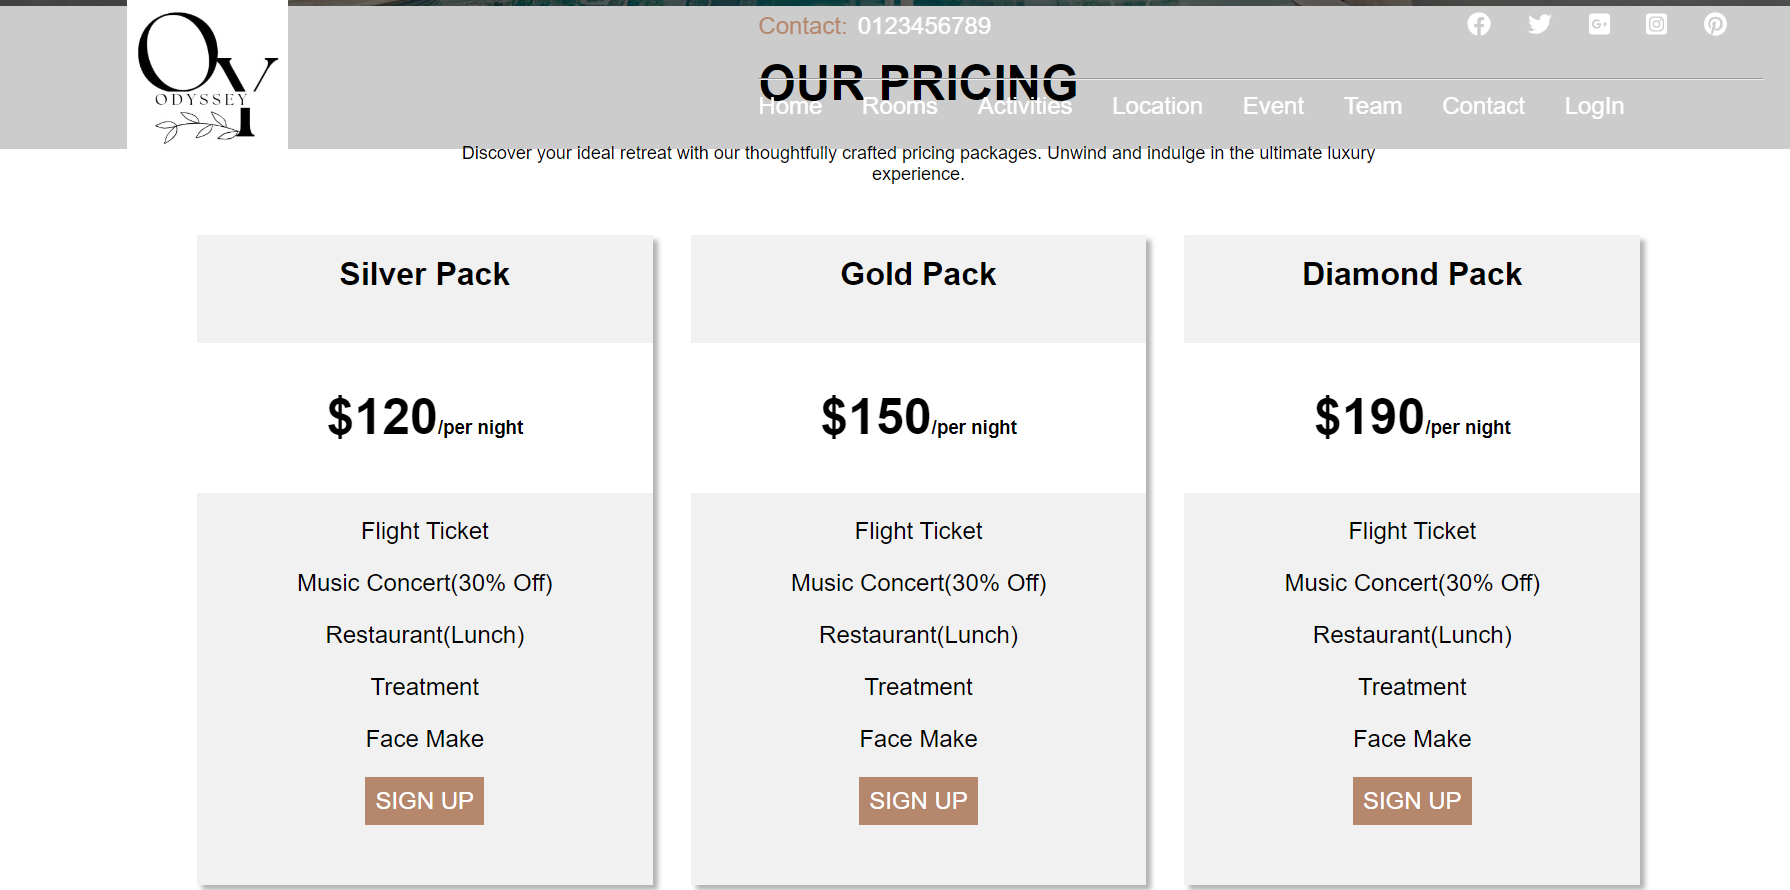 OY
ODYSSEY
Contact: 0123456789
OUR PRICING
Home Rooms Activities Location Event Team Contact LogIn
Discover your ideal retreat with our thoughtfully crafted pricing packages. Unwind and indulge in the ultimate luxury
experience.
Silver Pack
$120/per night
Flight Ticket
Music Concert(30% Off)
Restaurant(Lunch)
Treatment
Face Make
SIGN UP
Gold Pack
$150/per night
Flight Ticket
Music Concert(30% Off)
Restaurant(Lunch)
Treatment
Face Make
SIGN UP
Diamond Pack
$190/per night
Flight Ticket
Music Concert(30% Off)
Restaurant(Lunch)
Treatment
Face Make
SIGN UP